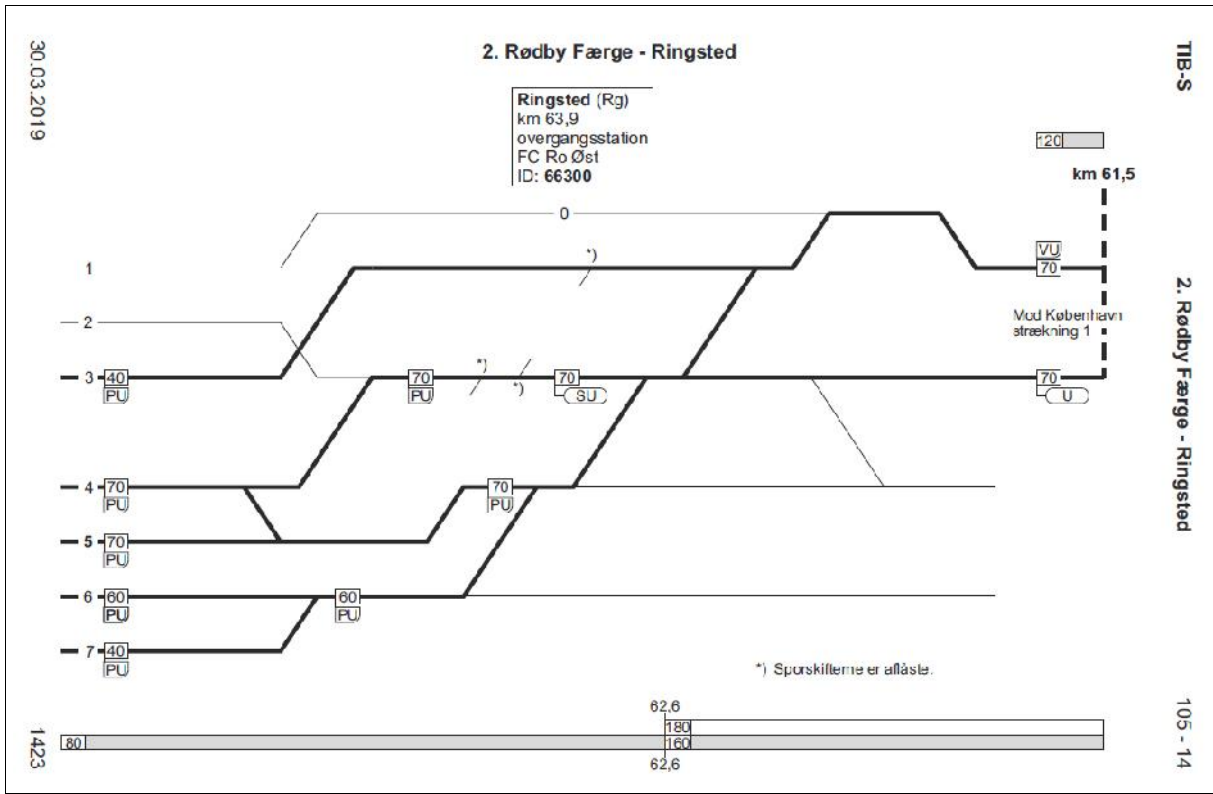 2. Rødby Færge - Ringsted
30.03.2019
TIB-S
Ringsted (Rg)
km 63,9
overgangsstation
FC Ro Øst
ID: 66300
120
km 61,5
0
1
*)
VU
70
2
Mod København
strækning 1
2. Rødby Færge - Ringsted
3
40
PU
70
PU
*)
*)
70
SU
70
U
4
70
PU
70
PU
5
70
PU
6
60
PU
60
PU
7
40
PU
*) Sporskifterne er aflåste.
62,6
180
80
160
62,6
1423
105 - 14